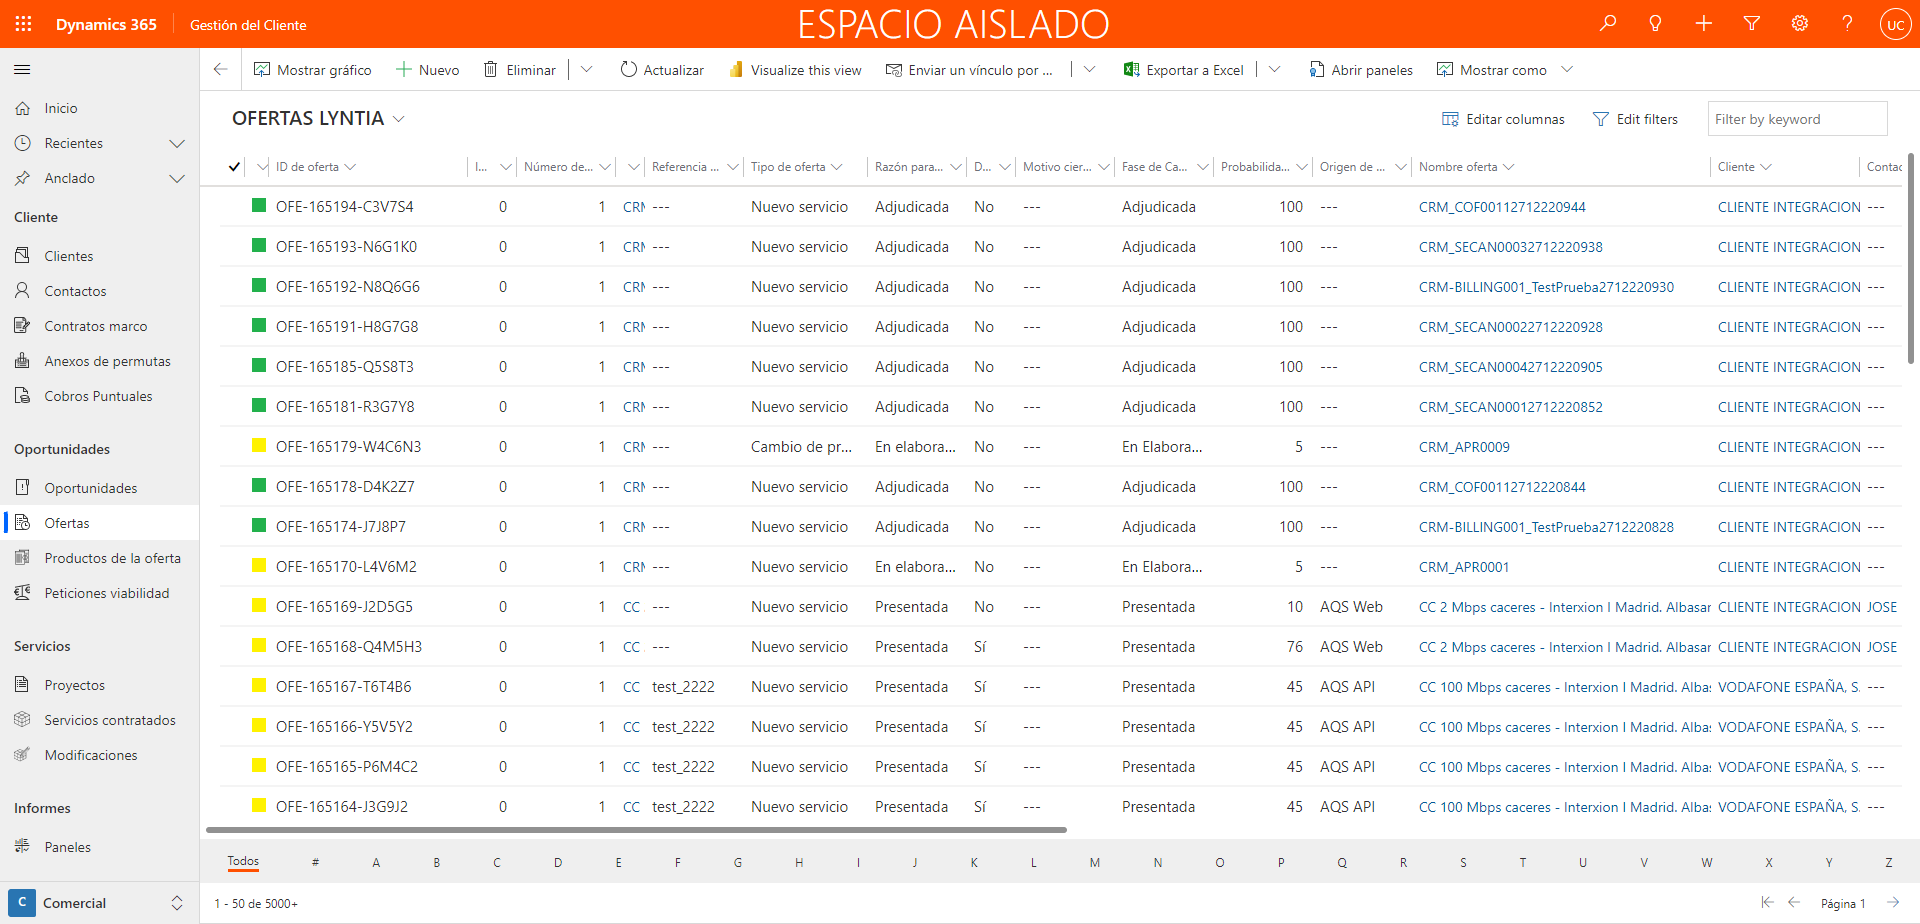 Dynamics 365
Gestión del Cliente
ESPACIO AISLADO
UC
Mostrar gráfico
Nuevo
Eliminar
Actualizar
Visualize this view
Enviar un vínculo por ...
Exportar a Excel
Abrir paneles
Mostrar como
Inicio
Recientes
Anclado
Cliente
Clientes
Contactos
Contratos marco
Anexos de permutas
Cobros Puntuales
Oportunidades
Oportunidades
Ofertas
Productos de la oferta
Peticiones viabilidad
Servicios
Proyectos
Servicios contratados
Modificaciones
Informes
Paneles
C Comercial
OFERTAS LYNTIA
Editar columnas
Edit filters
Filter by keyword
ID de oferta I... Número de... Referencia ... Tipo de oferta Razón para... D... Motivo cier... Fase de Ca... Probabilida... Origen de ... Nombre oferta Cliente Contac
OFE-165194-C3V7S4 0 1 CRM --- Nuevo servicio Adjudicada No --- Adjudicada 100 --- CRM_COF00112712220944 CLIENTE INTEGRACION ---
OFE-165193-N6G1K0 0 1 CRM --- Nuevo servicio Adjudicada No --- Adjudicada 100 --- CRM_SECAN00032712220938 CLIENTE INTEGRACION ---
OFE-165192-N8Q6G6 0 1 CRM --- Nuevo servicio Adjudicada No --- Adjudicada 100 --- CRM-BILLING001_TestPrueba2712220930 CLIENTE INTEGRACION ---
OFE-165191-H8G7G8 0 1 CRM --- Nuevo servicio Adjudicada No --- Adjudicada 100 --- CRM_SECAN00022712220928 CLIENTE INTEGRACION ---
OFE-165185-Q5S8T3 0 1 CRM --- Nuevo servicio Adjudicada No --- Adjudicada 100 --- CRM_SECAN00042712220905 CLIENTE INTEGRACION ---
OFE-165181-R3G7Y8 0 1 CRM --- Nuevo servicio Adjudicada No --- Adjudicada 100 --- CRM_SECAN00012712220852 CLIENTE INTEGRACION ---
OFE-165179-W4C6N3 0 1 CRM --- Cambio de pr... En elabora... No --- En Elabora... 5 --- CRM_APR0009 CLIENTE INTEGRACION ---
OFE-165178-D4K2Z7 0 1 CRM --- Nuevo servicio Adjudicada No --- Adjudicada 100 --- CRM_COF00112712220844 CLIENTE INTEGRACION ---
OFE-165174-J7J8P7 0 1 CRM --- Nuevo servicio Adjudicada No --- Adjudicada 100 --- CRM-BILLING001_TestPrueba2712220828 CLIENTE INTEGRACION ---
OFE-165170-L4V6M2 0 1 CRM --- Nuevo servicio En elabora... No --- En Elabora... 5 --- CRM_APR0001 CLIENTE INTEGRACION ---
OFE-165169-J2D5G5 0 1 CC --- Nuevo servicio Presentada No --- Presentada 10 AQS Web CC 2 Mbps caceres - Interxion I Madrid. Albasar CLIENTE INTEGRACION JOSE
OFE-165168-Q4M5H3 0 1 CC --- Nuevo servicio Presentada Sí --- Presentada 76 AQS Web CC 2 Mbps caceres - Interxion I Madrid. Albasar CLIENTE INTEGRACION JOSE
OFE-165167-T6T4B6 0 1 CC test_2222 Nuevo servicio Presentada Sí --- Presentada 45 AQS API CC 100 Mbps caceres - Interxion I Madrid. Albas VODAFONE ESPAÑA, S. ---
OFE-165166-Y5V5Y2 0 1 CC test_2222 Nuevo servicio Presentada Sí --- Presentada 45 AQS API CC 100 Mbps caceres - Interxion I Madrid. Albas VODAFONE ESPAÑA, S. ---
OFE-165165-P6M4C2 0 1 CC test_2222 Nuevo servicio Presentada Sí --- Presentada 45 AQS API CC 100 Mbps caceres - Interxion I Madrid. Albas VODAFONE ESPAÑA, S. ---
OFE-165164-J3G9J2 0 1 CC test_2222 Nuevo servicio Presentada Sí --- Presentada 45 AQS API CC 100 Mbps caceres - Interxion I Madrid. Albas VODAFONE ESPAÑA, S. ---
Todos # A B C D E F G H I J K L M N O P Q R S T U V W X Y Z
1 - 50 de 5000+
Página 1